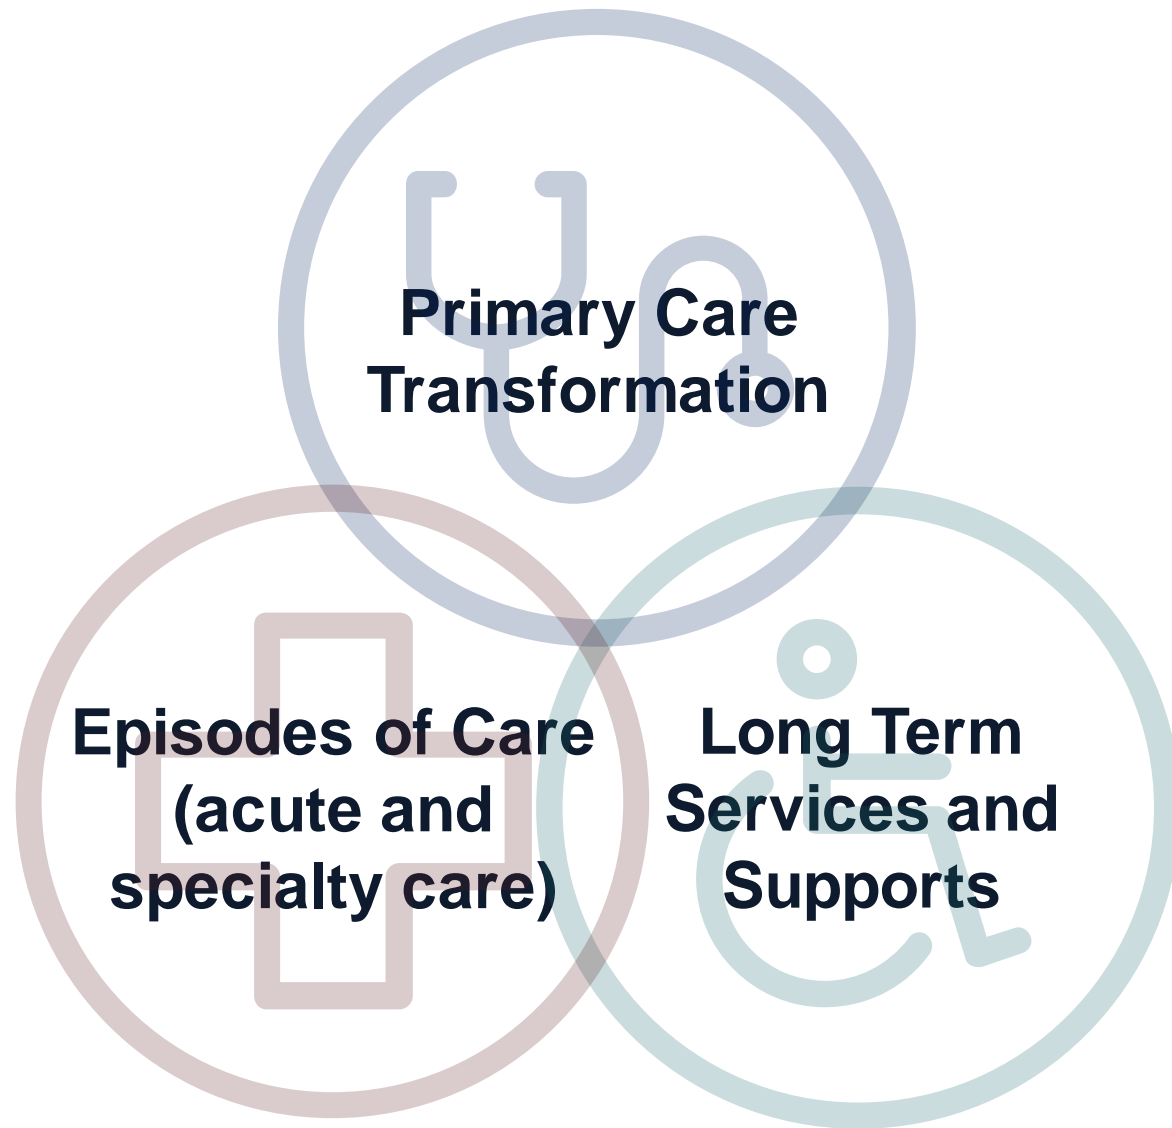 Primary Care
Transformation
Episodes of Care
(acute and
specialty care)
Long Term
Services and
Supports